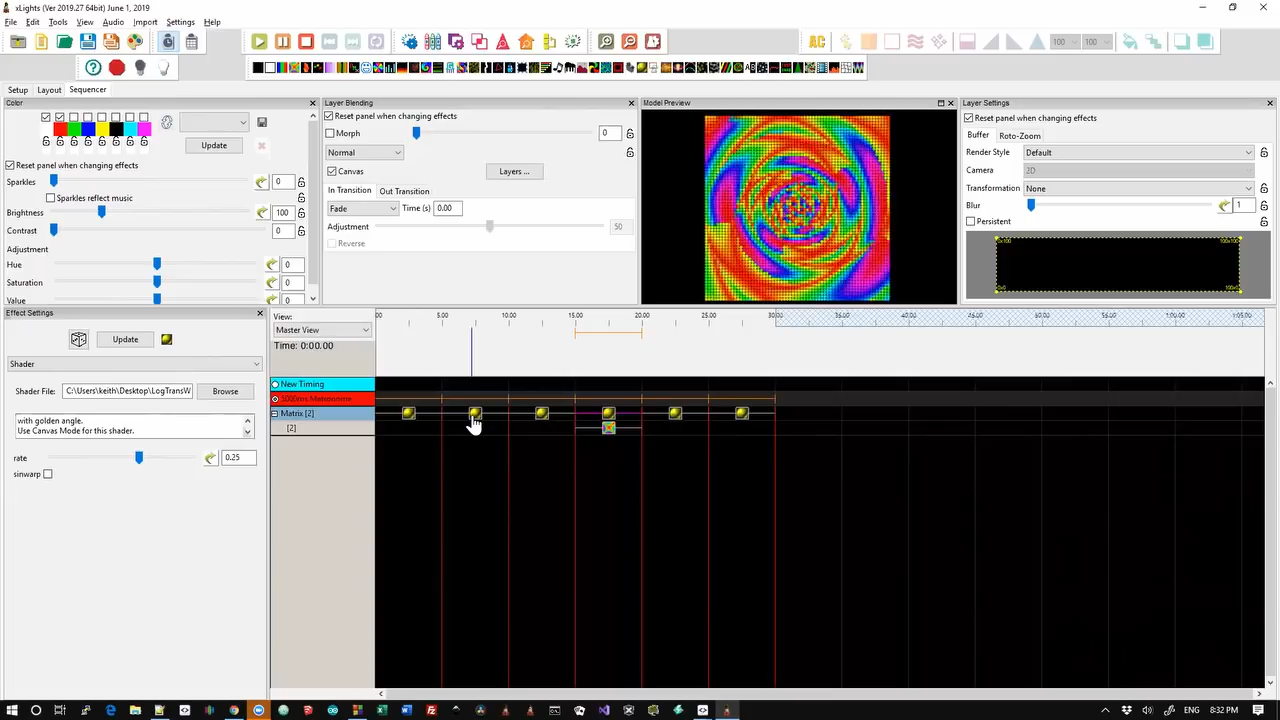 xLights (Ver 2019.27 64bit) June 1, 2019
File Edit Tools View Audio Import Settings Help
AC 100 100
Setup Layout Sequencer
Color
Update
Reset panel when changing effects
Sparkles 0
Sparkles reflect music
Brightness 100
Contrast 0
Adjustment
Hue 0
Saturation 0
Value 0
Layer Blending
Reset panel when changing effects
Morph 0
Normal
Canvas Layers ...
In Transition Out Transition
Fade Time (s) 0.00
Adjustment 50
Reverse
Model Preview
Layer Settings
Reset panel when changing effects
Buffer Roto-Zoom
Render Style Default
Camera 2D
Transformation None
Blur 1
Persistent
Effect Settings
Update
Shader
Shader File: C:\Users\keith\Desktop\LogTransW Browse
with golden angle.
Use Canvas Mode for this shader.
rate 0.25
sinwarp
View:
Master View
Time: 0:00.00
5.00 10.00 15.00 20.00 25.00 30.00 35.00 40.00 45.00 50.00 55.00 1:00.00 1:05.00
New Timing
5000ms Metronome
Matrix [2]
[2]
ENG 8:32 PM